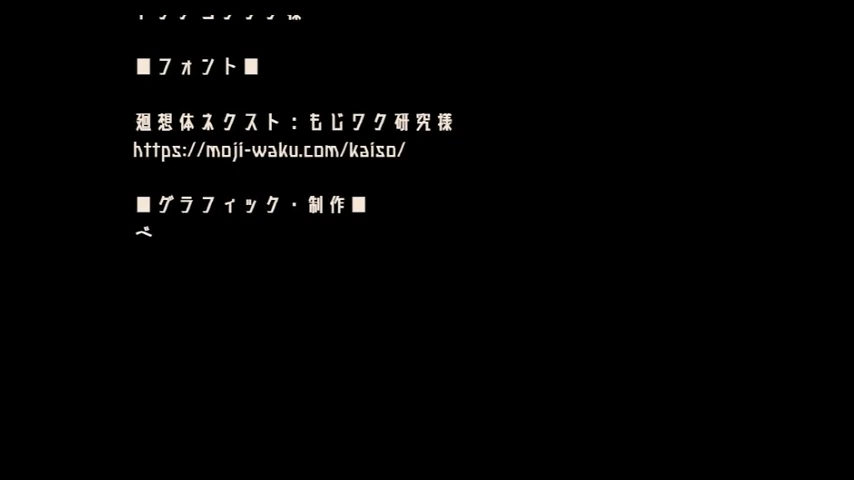 ■フォント■
廻想体ネクスト：もじワク研究様
https://moji-waku.com/kaiso/
■グラフィック・制作■
べ